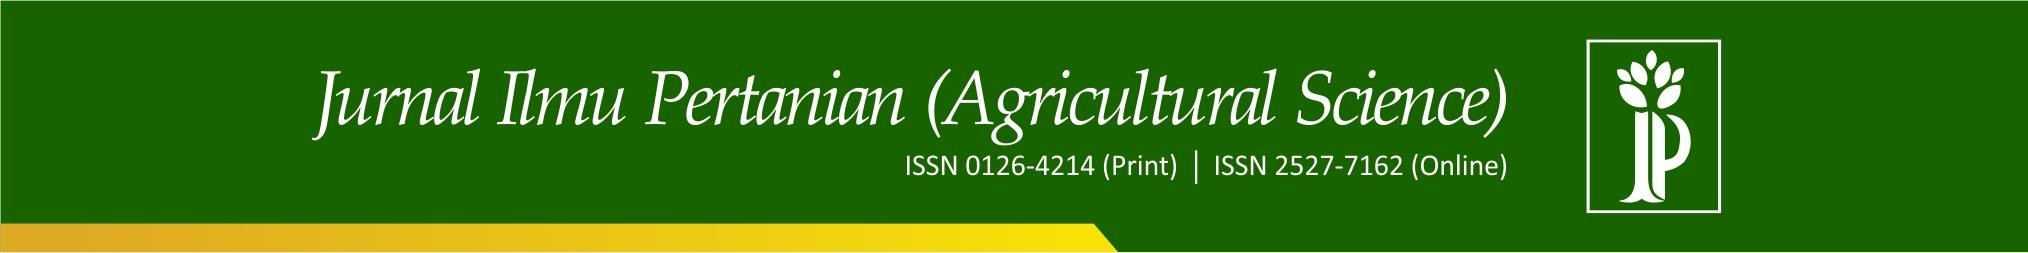 Jurnal Ilmu Pertanian (Agricultural Science)
ISSN 0126-4214 (Print) | ISSN 2527-7162 (Online)